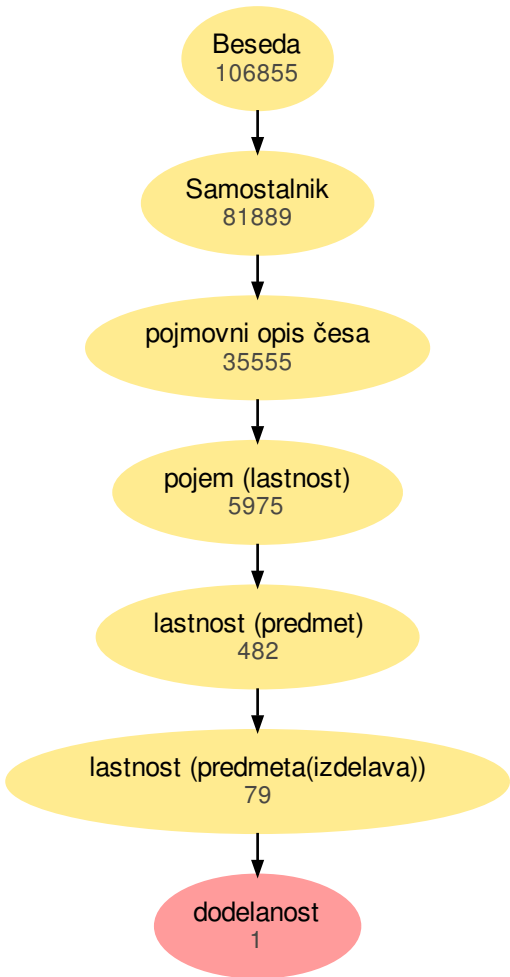 Beseda
106855
Samostalnik
81889
pojmovni opis česa
35555
pojem (lastnost)
5975
lastnost (predmet)
482
lastnost (predmeta(izdelava))
79
dodelanost
1